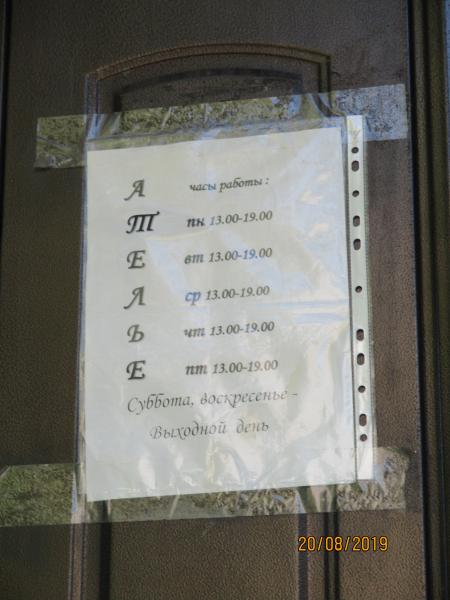 А часы работы :
Т пн 13.00-19.00
Е вт 13.00-19.00
Л ср 13.00-19.00
Ь чт 13.00-19.00
Е пт 13.00-19.00
Суббота, воскресенье -
Выходной день
20/08/2019